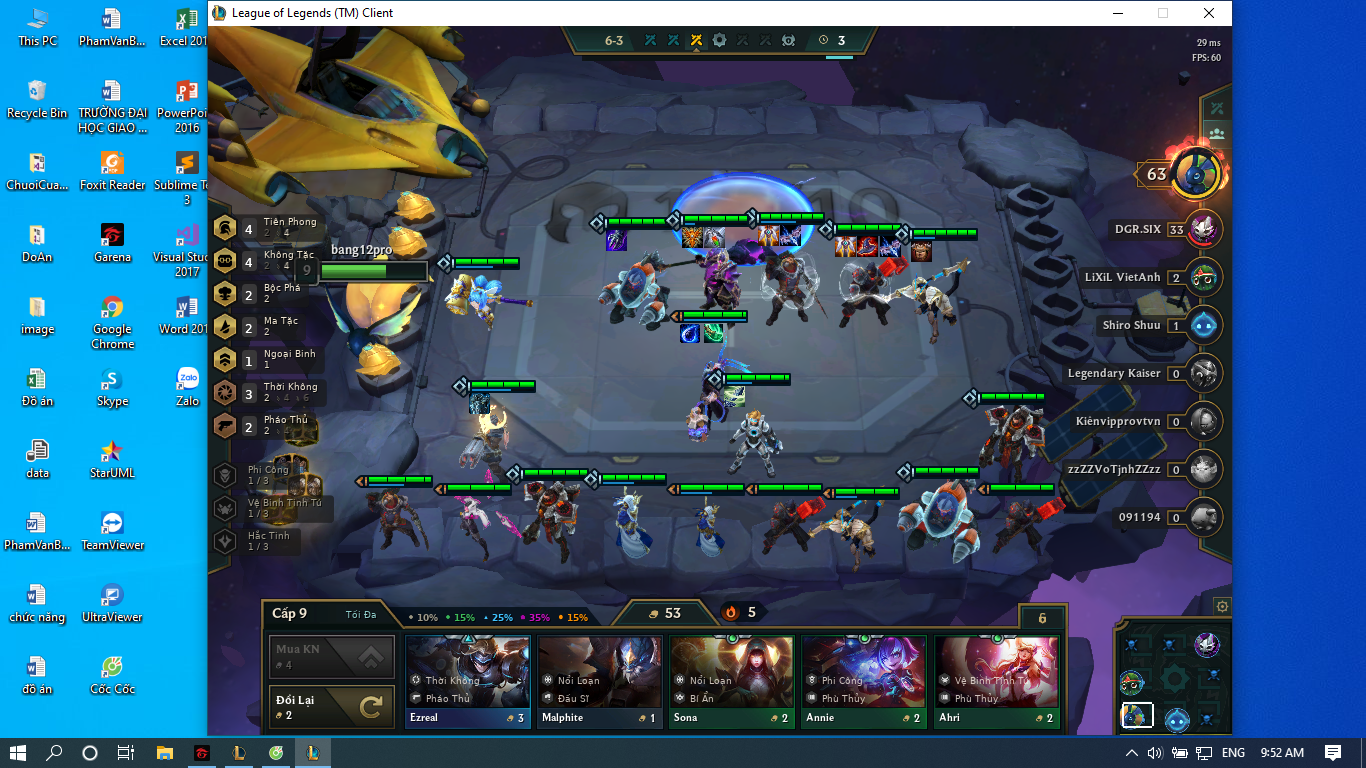 League of Legends (TM) Client
This PC
PhamVanB...
Excel 201
Recycle Bin
TRƯỜNG ĐẠI
HỌC GIAO ...
PowerPoi
2016
ChuoiCua...
Foxit Reader
Sublime Te
3
DoAn
Garena
Visual Stud
2017
image
Google
Chrome
Word 201
Đồ án
Skype
Zalo
data
StarUML
PhamVanB...
TeamViewer
chức năng
UltraViewer
đồ án
Cốc Cốc
6-3
3
29 ms
FPS: 60
63
DGR.SIX 33
LiXiL VietAnh 2
Shiro Shuu 1
Legendary Kaiser 0
Kiênvipprovtvn 0
zzZZVoTjnhZZzz 0
091194 0
bang12pro
9
4 Tiên Phong
2 4
4 Không Tặc
2 4
2 Bộc Phá
2
2 Ma Tặc
2
1 Ngoại Binh
1
3 Thời Không
2 4 6
2 Pháo Thủ
2
Phi Công
1 / 3
Vệ Binh Tinh Tú
1 / 3
Hắc Tinh
1 / 3
Cấp 9
Tối Đa
10% 15% 25% 35% 15%
53
5
6
Mua KN
4
Đổi Lại
2
Thời Không
Pháo Thủ
Ezreal 3
Nổi Loạn
Đấu Sĩ
Malphite 1
Nổi Loạn
Bí Ẩn
Sona 2
Phi Công
Phù Thủy
Annie 2
Vệ Binh Tinh Tú
Phù Thủy
Ahri 2
ENG
9:52 AM